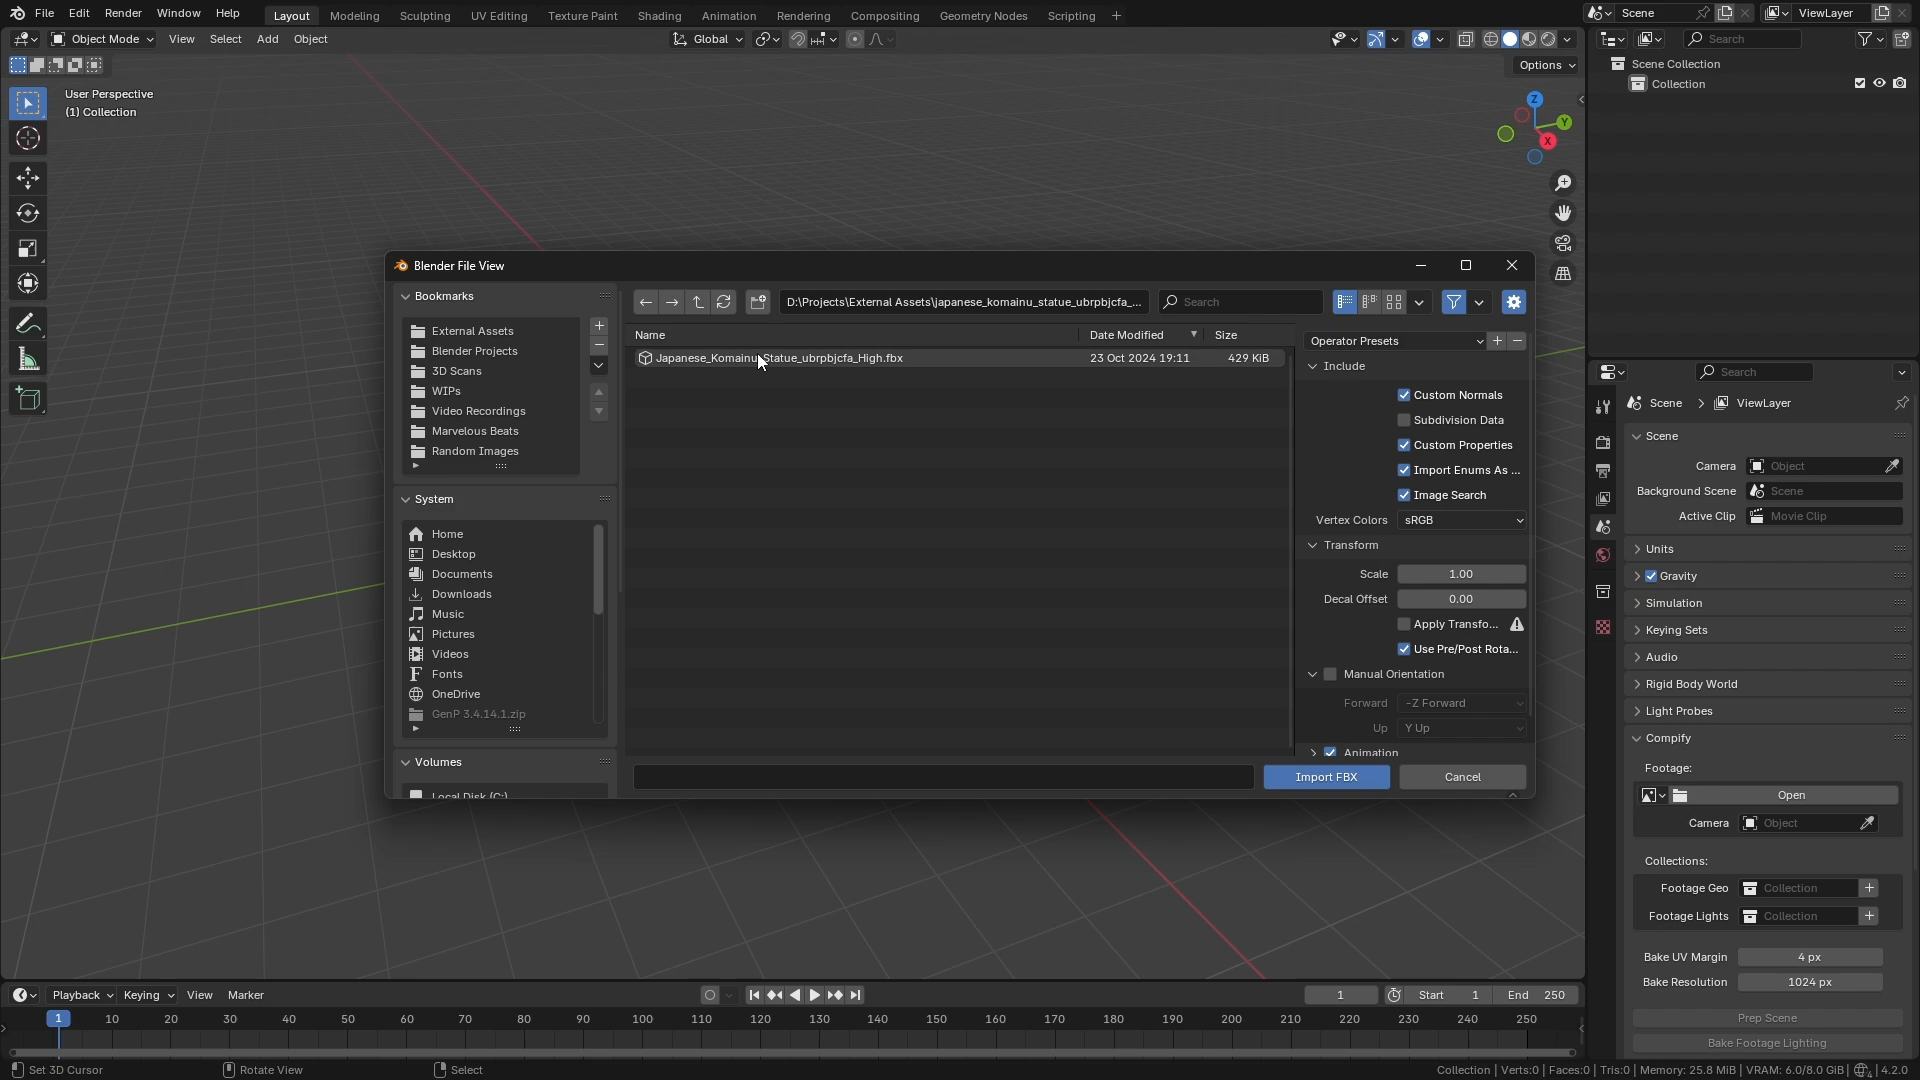 File Edit Render Window Help Layout Modeling Sculpting UV Editing Texture Paint Shading Animation Rendering Compositing Geometry Nodes Scripting + Scene ViewLayer
Object Mode View Select Add Object Global Search
Options
User Perspective
(1) Collection
Z
Y
X
Scene Collection
Collection
Blender File View
Bookmarks
External Assets
Blender Projects
3D Scans
WIPs
Video Recordings
Marvelous Beats
Random Images
System
Home
Desktop
Documents
Downloads
Music
Pictures
Videos
Fonts
OneDrive
GenP 3.4.14.1.zip
Volumes
Local Disk (C:)
D:\Projects\External Assets\japanese_komainu_statue_ubrpbjcfa_... Search
Name Date Modified Size
Japanese_Komainu_Statue_ubrpbjcfa_High.fbx 23 Oct 2024 19:11 429 KiB
Operator Presets
Include
Custom Normals
Subdivision Data
Custom Properties
Import Enums As ...
Image Search
Vertex Colors sRGB
Transform
Scale 1.00
Decal Offset 0.00
Apply Transfo...
Use Pre/Post Rota...
Manual Orientation
Forward -Z Forward
Up Y Up
Animation
Import FBX Cancel
Search
Scene ViewLayer
Scene
Camera Object
Background Scene Scene
Active Clip Movie Clip
Units
Gravity
Simulation
Keying Sets
Audio
Rigid Body World
Light Probes
Compify
Footage:
Open
Camera Object
Collections:
Footage Geo Collection
Footage Lights Collection
Bake UV Margin 4 px
Bake Resolution 1024 px
Prep Scene
Bake Footage Lighting
Playback Keying View Marker 1 Start 1 End 250
1 10 20 30 40 50 60 70 80 90 100 110 120 130 140 150 160 170 180 190 200 210 220 230 240 250
Set 3D Cursor Rotate View Select Collection | Verts:0 | Faces:0 | Tris:0 | Memory: 25.8 MiB | VRAM: 6.0/8.0 GiB | 4 | 4.2.0